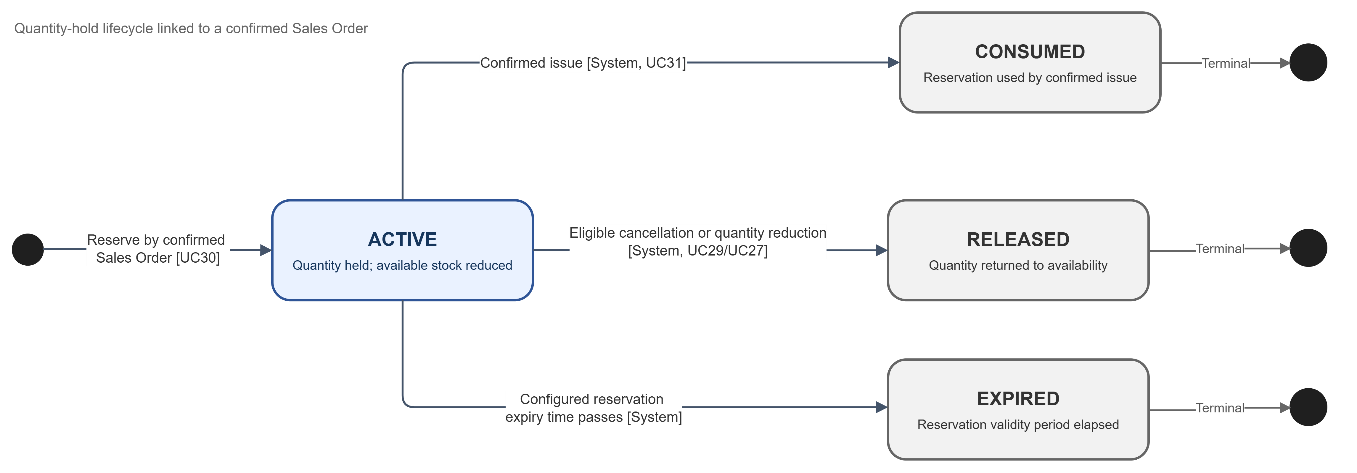 Quantity-hold lifecycle linked to a confirmed Sales Order
Confirmed issue [System, UC31]
CONSUMED
Reservation used by confirmed issue
Terminal
Reserve by confirmed
Sales Order [UC30]
ACTIVE
Quantity held; available stock reduced
Eligible cancellation or quantity reduction
[System, UC29/UC27]
RELEASED
Quantity returned to availability
Terminal
Configured reservation
expiry time passes [System]
EXPIRED
Reservation validity period elapsed
Terminal